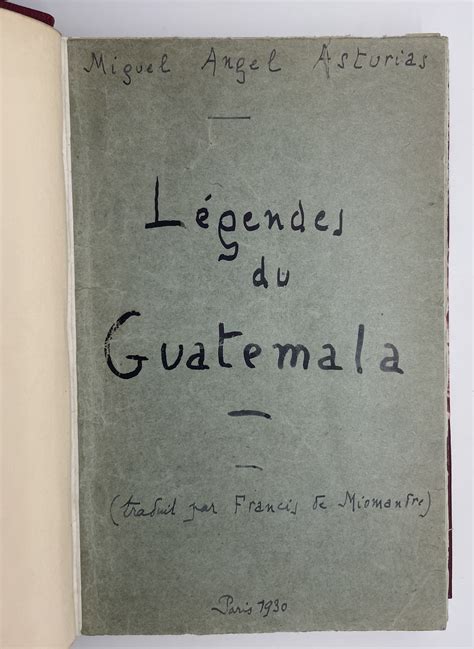 Miguel Angel Asturias
Légendes
du
Guatemala
(traduit par Francis de Miomandre)
Paris 1930